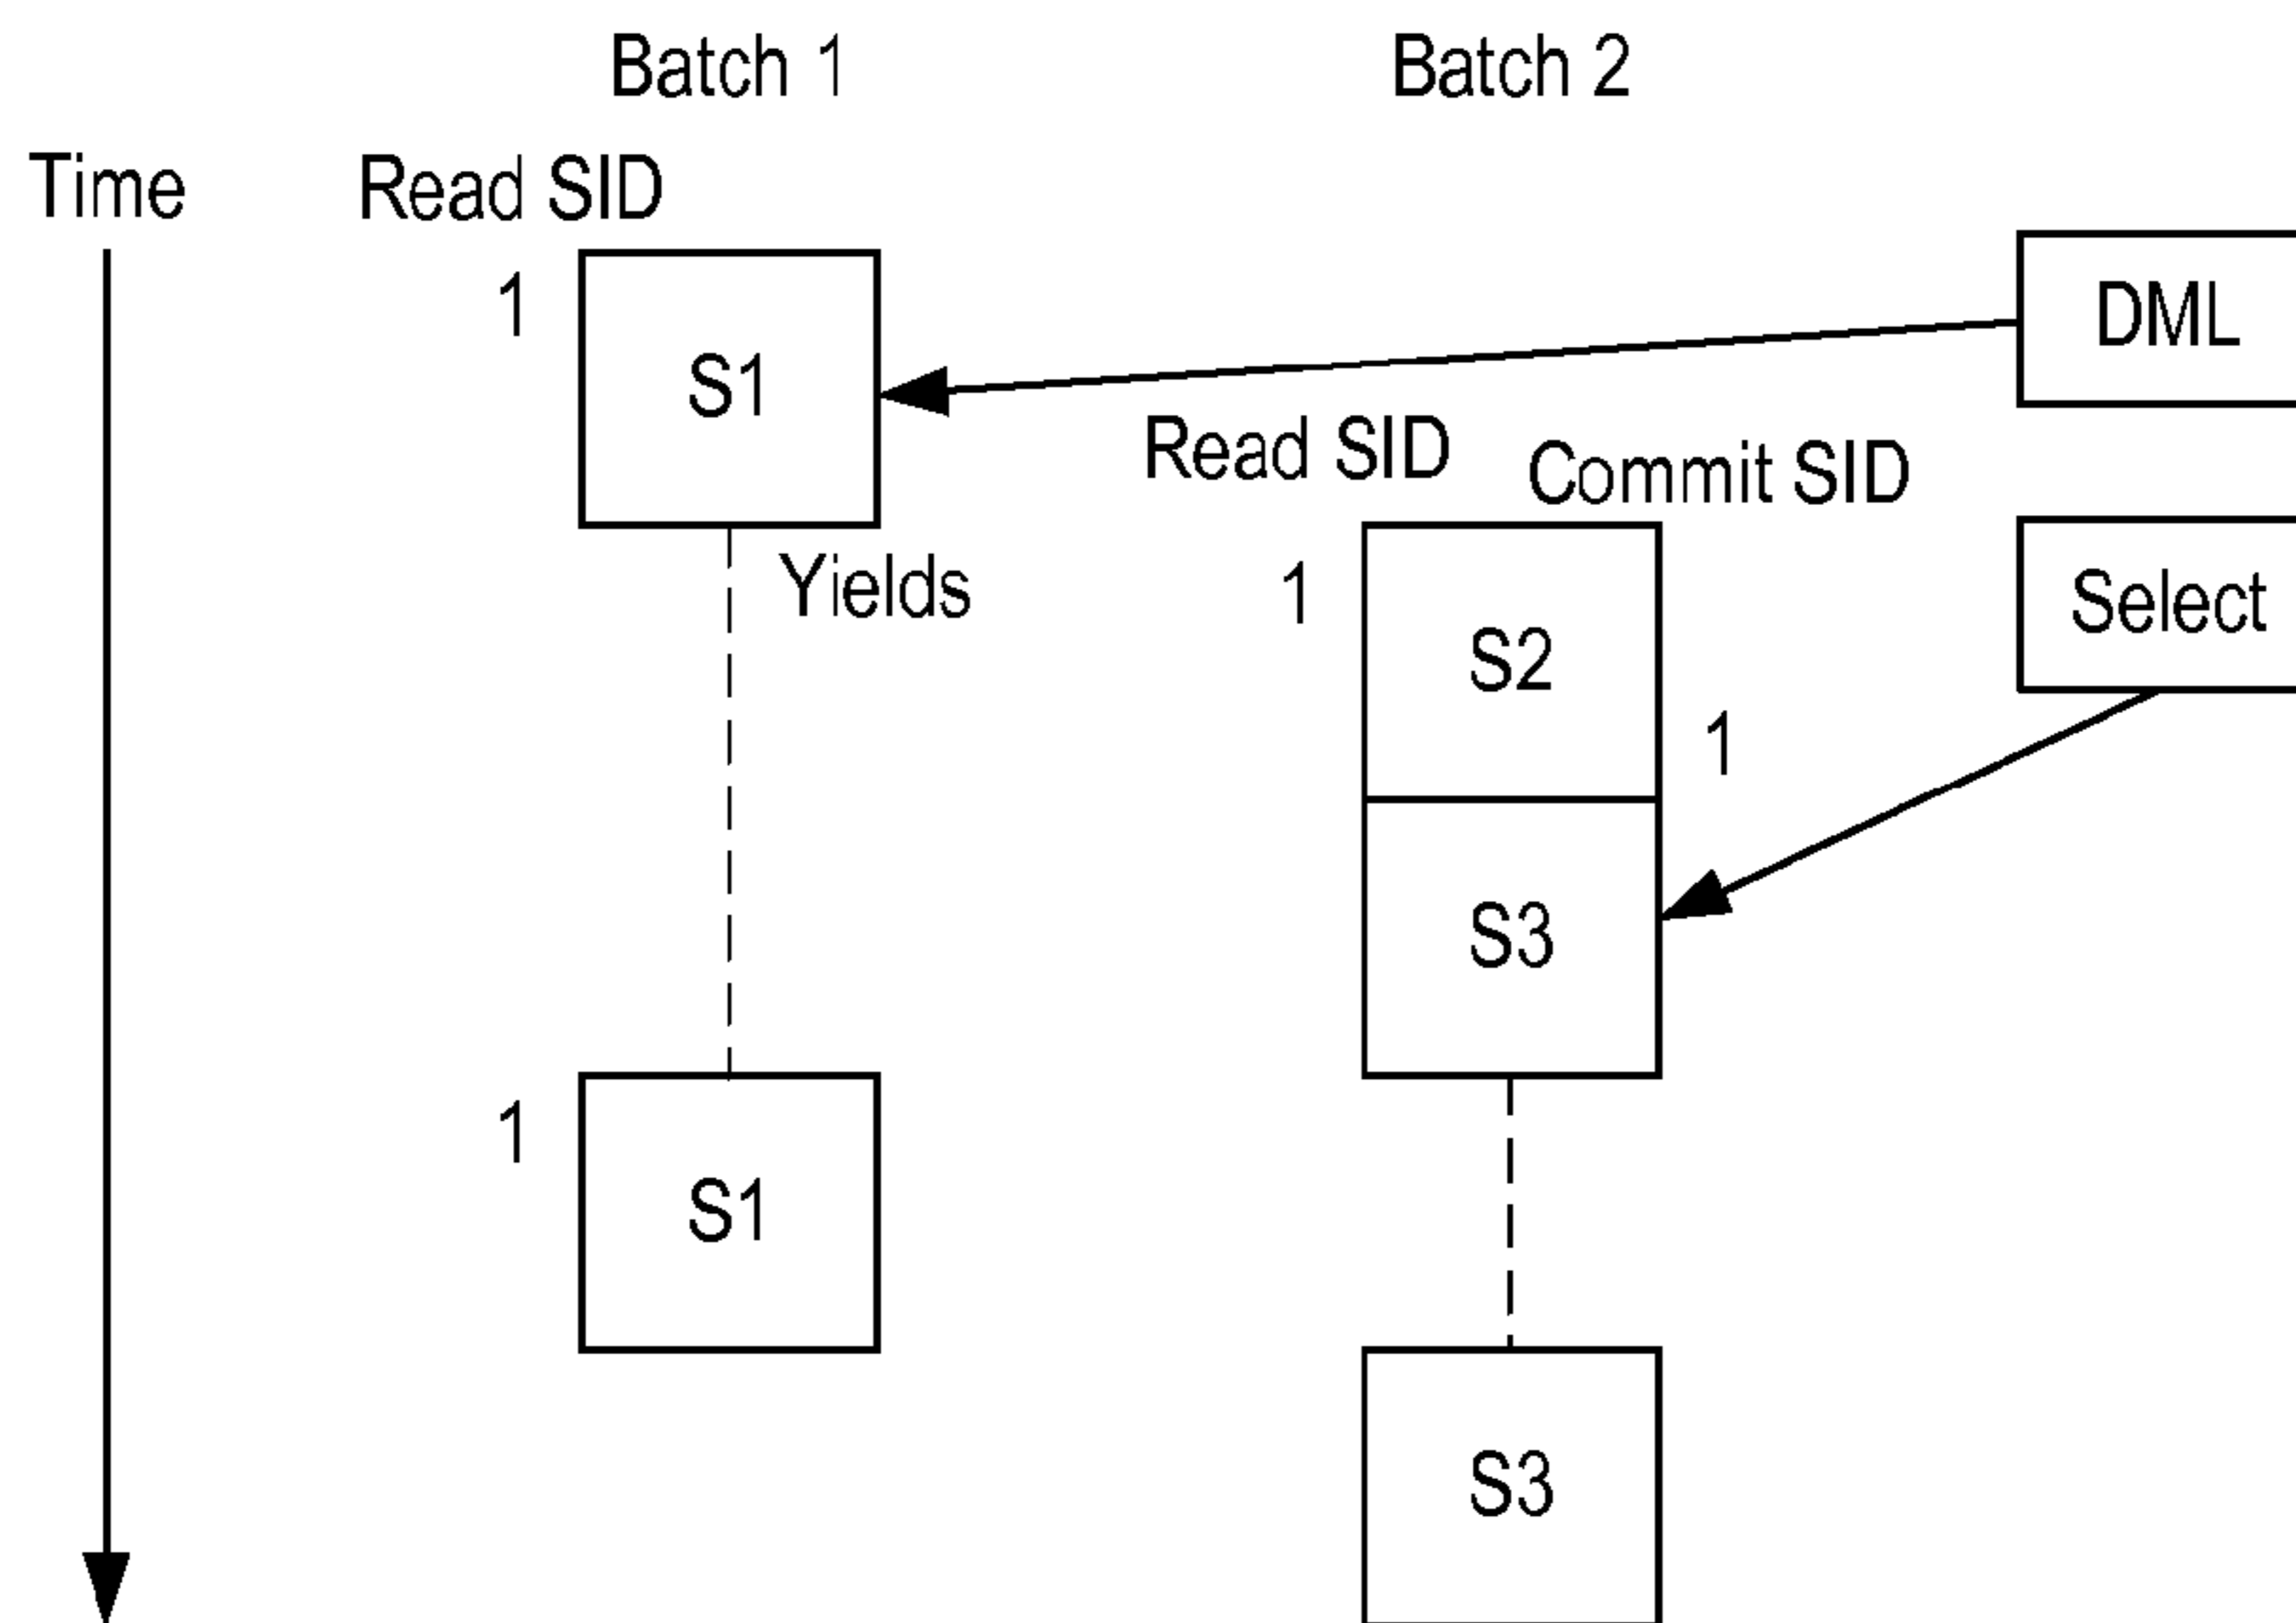 Batch 1
Batch 2
Time
Read SID
1
S1
DML
Read SID
Commit SID
Yields
1
S2
Select
1
S3
1
S1
S3